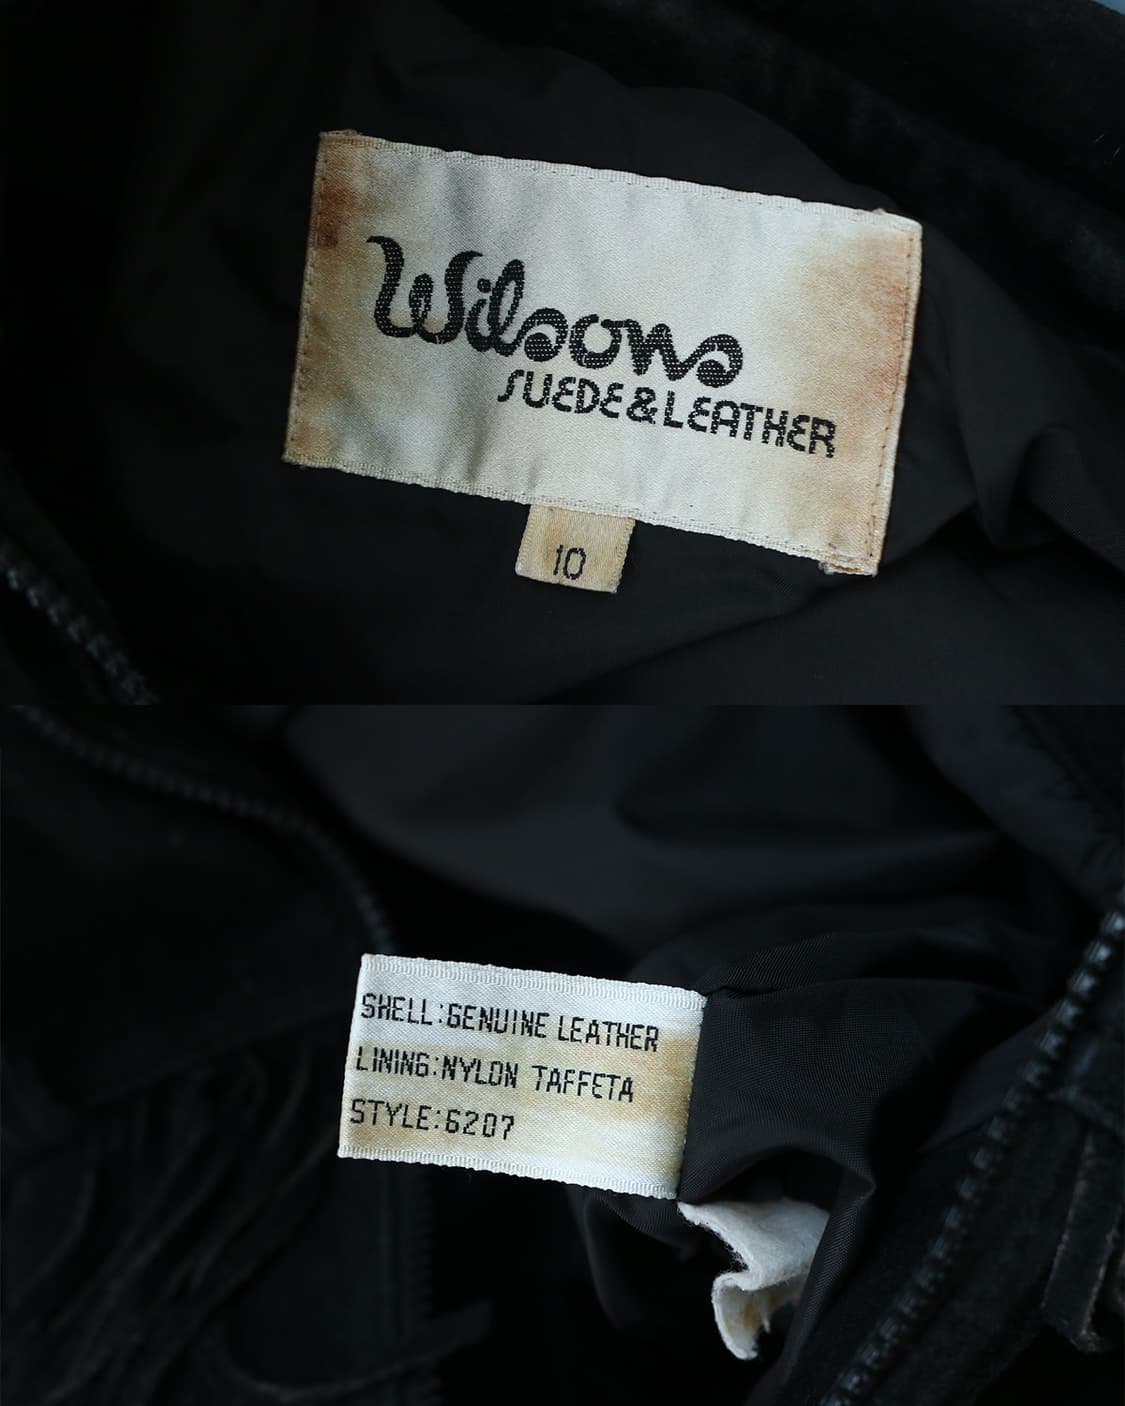 Wilsons
SUEDE & LEATHER
10
SHELL:GENUINE LEATHER
LINING:NYLON TAFFETA
STYLE:6207